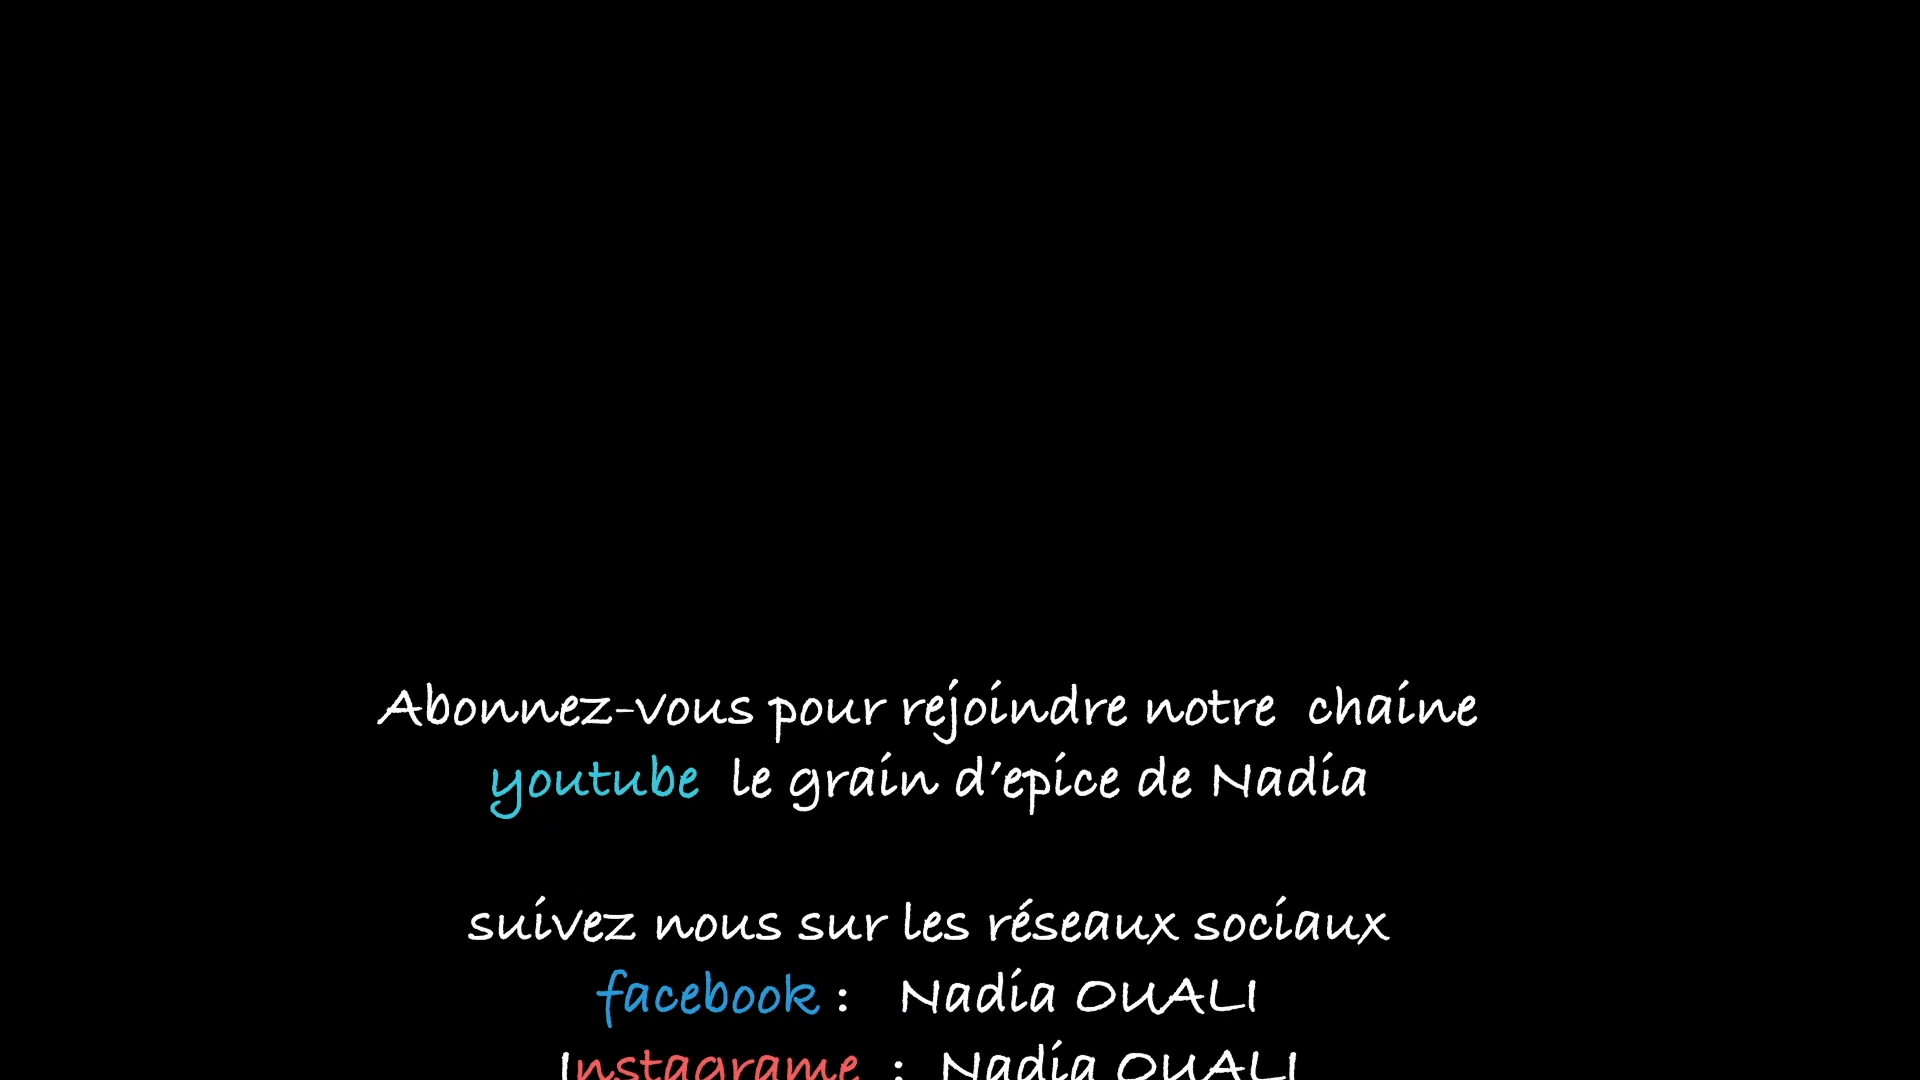 Abonnez-vous pour rejoindre notre chaine
youtube le grain d’epice de Nadia
suivez nous sur les réseaux sociaux
facebook : Nadia OUALI
Instagrame : Nadia OUALI